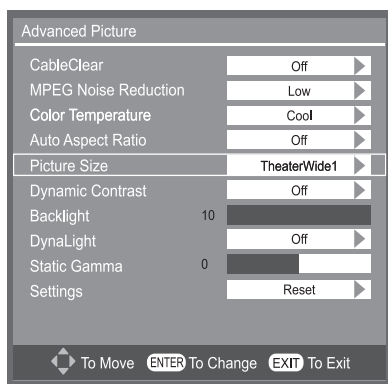 Advanced Picture
CableClear Off
MPEG Noise Reduction Low
Color Temperature Cool
Auto Aspect Ratio Off
Picture Size TheaterWide1
Dynamic Contrast Off
Backlight 10
DynaLight Off
Static Gamma 0
Settings Reset
To Move ENTER To Change EXIT To Exit